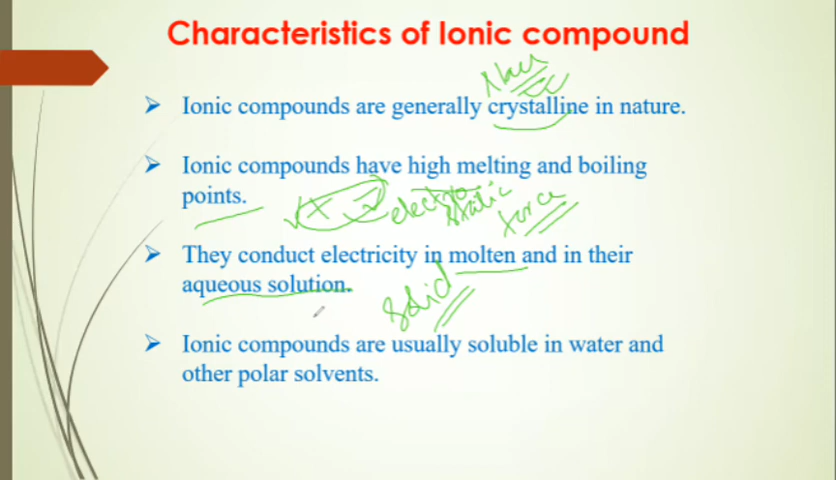 Characteristics of Ionic compound
➤ Ionic compounds are generally crystalline in nature.
➤ Ionic compounds have high melting and boiling
points.
+ -
electro
static
force
➤ They conduct electricity in molten and in their
aqueous solution.
solid
➤ Ionic compounds are usually soluble in water and
other polar solvents.